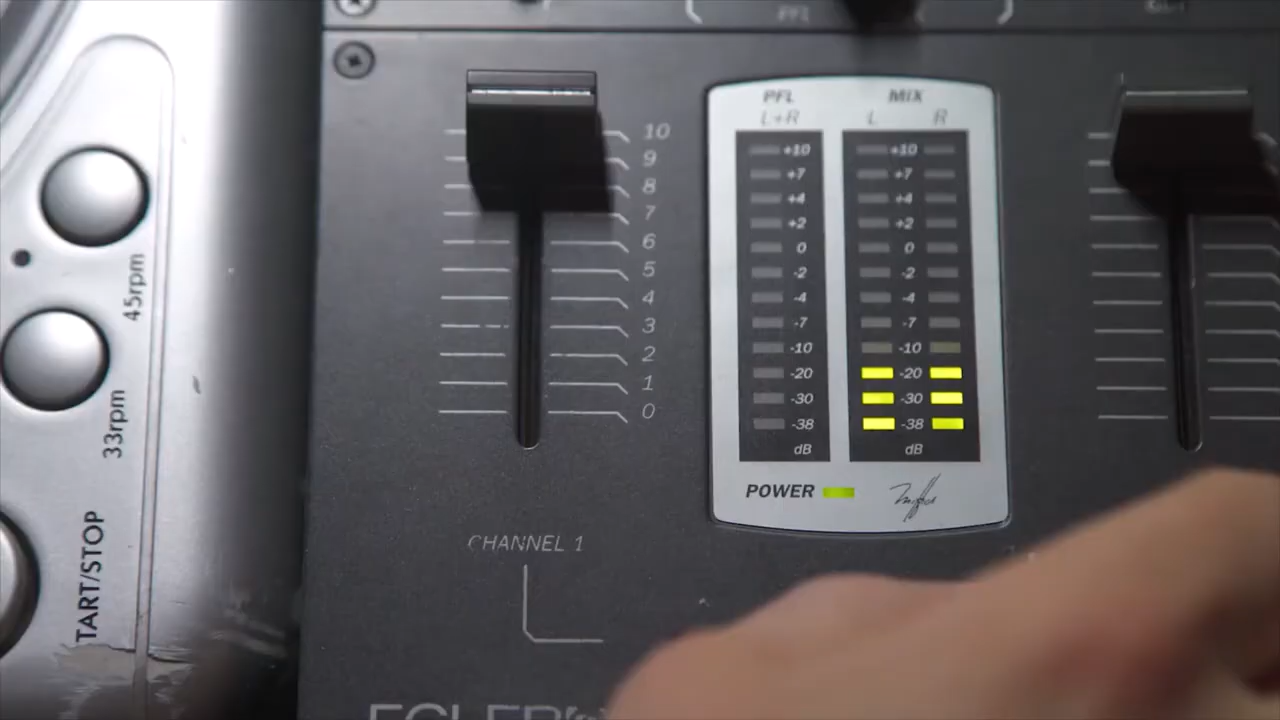 PFL
PFL MIX
L+R L R
+10 +10
+7 +7
+4 +4
+2 +2
0 0
-2 -2
-4 -4
-7 -7
-10 -10
-20 -20
-30 -30
-38 -38
dB dB
POWER
10
9
8
7
6
5
4
3
2
1
0
CHANNEL 1
ECLER
45rpm
33rpm
TART/STOP